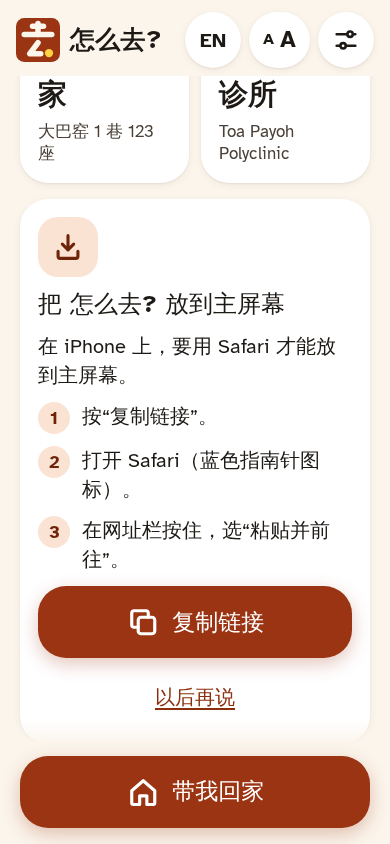 去 怎么去? EN A A
家
大巴窑 1 巷 123
座
诊所
Toa Payoh
Polyclinic
把 怎么去? 放到主屏幕
在 iPhone 上，要用 Safari 才能放
到主屏幕。
1 按“复制链接”。
2 打开 Safari（蓝色指南针图
标）。
3 在网址栏按住，选“粘贴并前
往”。
复制链接
以后再说
带我回家